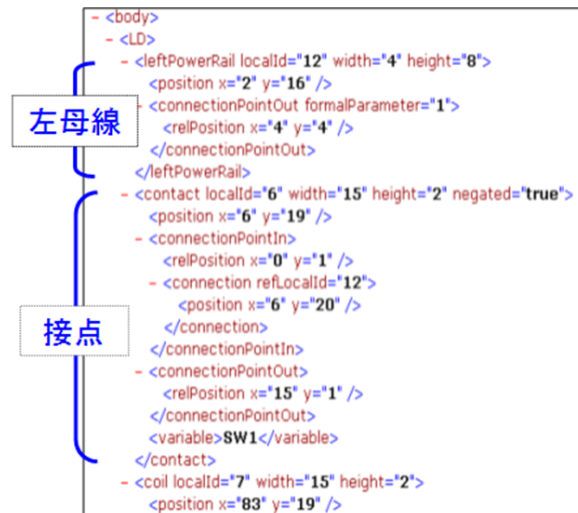 - <body>
- <LD>
- <leftPowerRail localId="12" width="4" height="8">
<position x="2" y="16" />
- <connectionPointOut formalParameter="1">
<relPosition x="4" y="4" />
</connectionPointOut>
</leftPowerRail>
左母線
- <contact localId="6" width="15" height="2" negated="true">
<position x="6" y="19" />
- <connectionPointIn>
<relPosition x="0" y="1" />
- <connection refLocalId="12">
<position x="6" y="20" />
</connection>
</connectionPointIn>
- <connectionPointOut>
<relPosition x="15" y="1" />
</connectionPointOut>
<variable>SW1</variable>
</contact>
接点
- <coil localId="7" width="15" height="2">
<position x="83" y="19" />